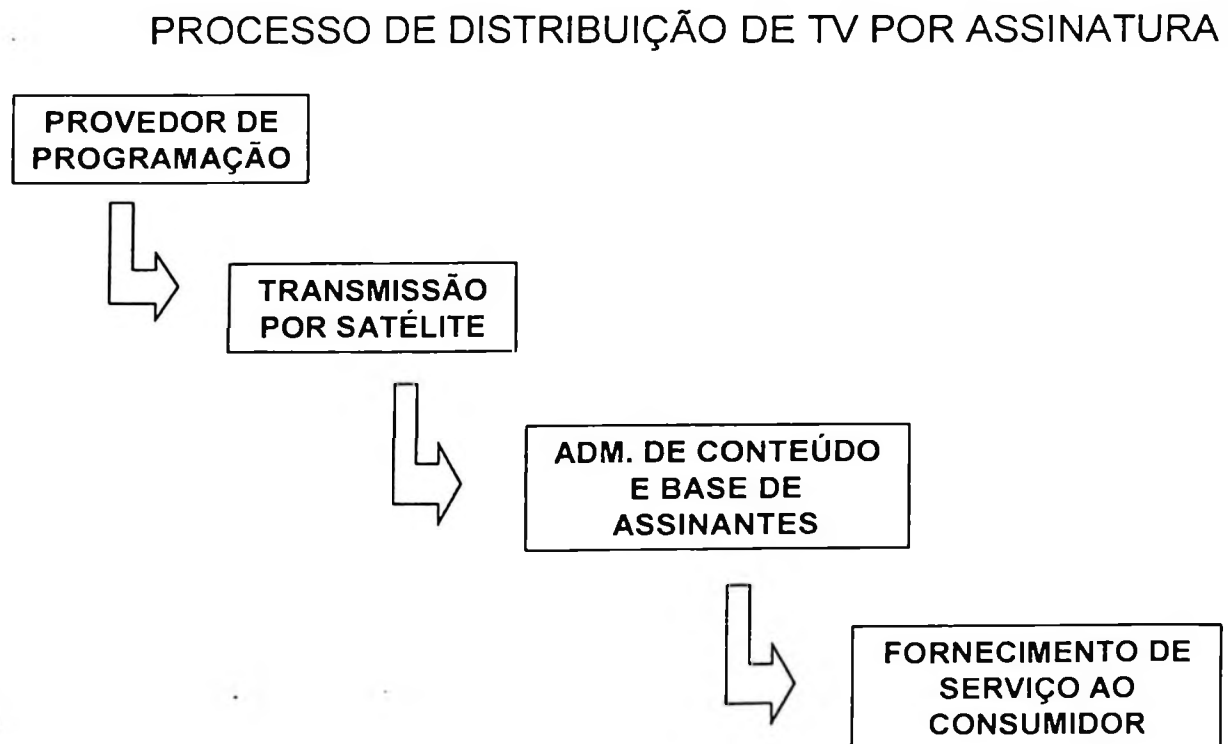 PROCESSO DE DISTRIBUIÇÃO DE TV POR ASSINATURA
PROVEDOR DE
PROGRAMAÇÃO
TRANSMISSÃO
POR SATÉLITE
ADM. DE CONTEÚDO
E BASE DE
ASSINANTES
FORNECIMENTO DE
SERVIÇO AO
CONSUMIDOR